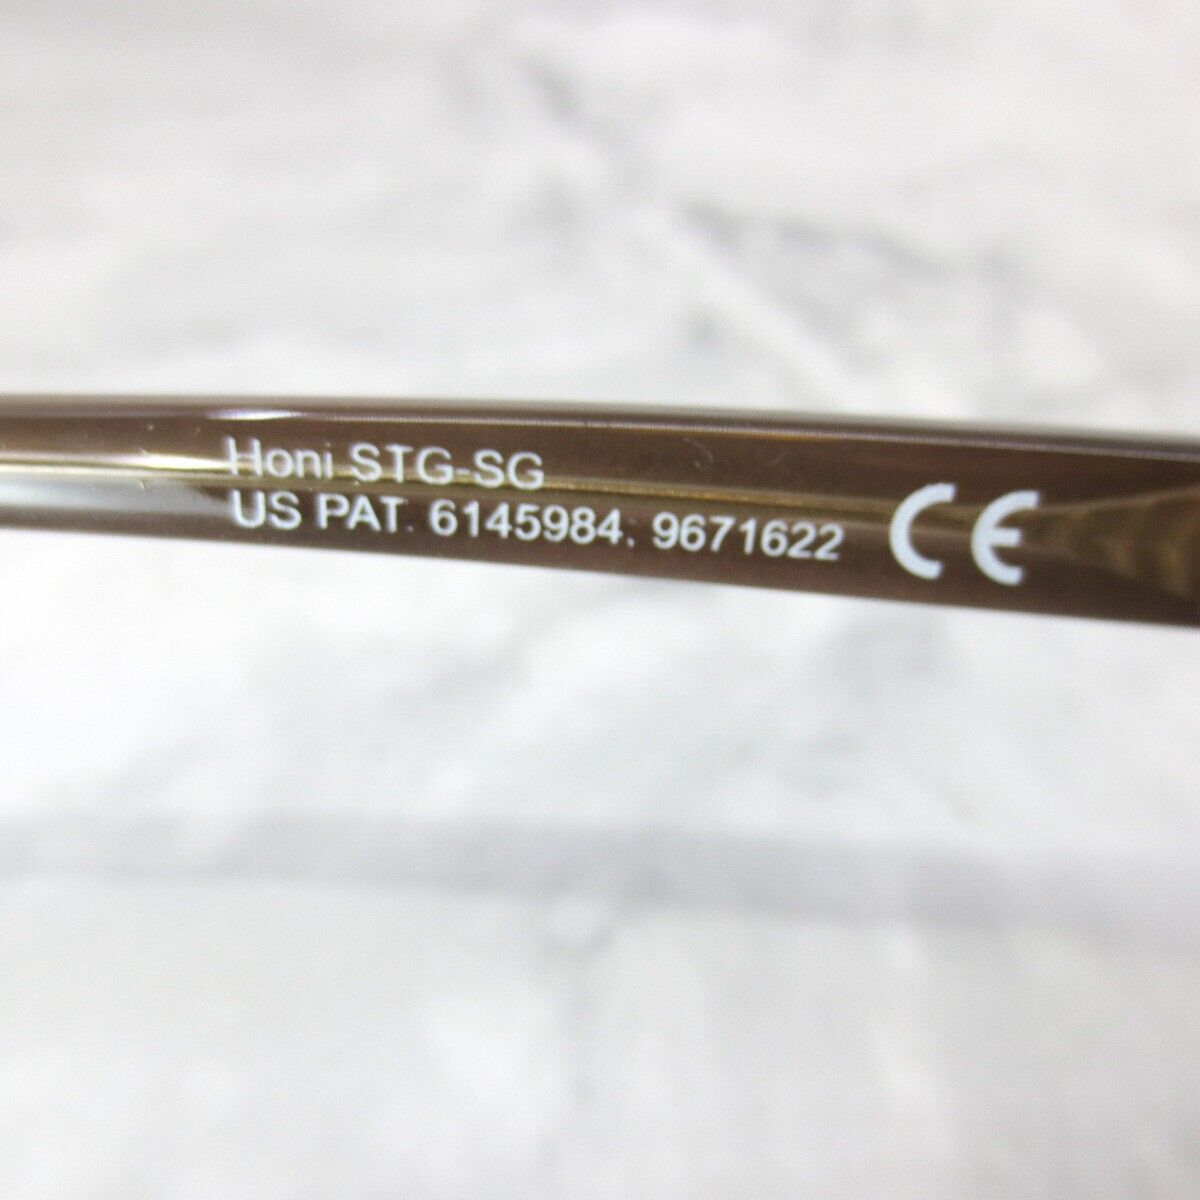 Honi STG-SG
US PAT. 6145984; 9671622 CE